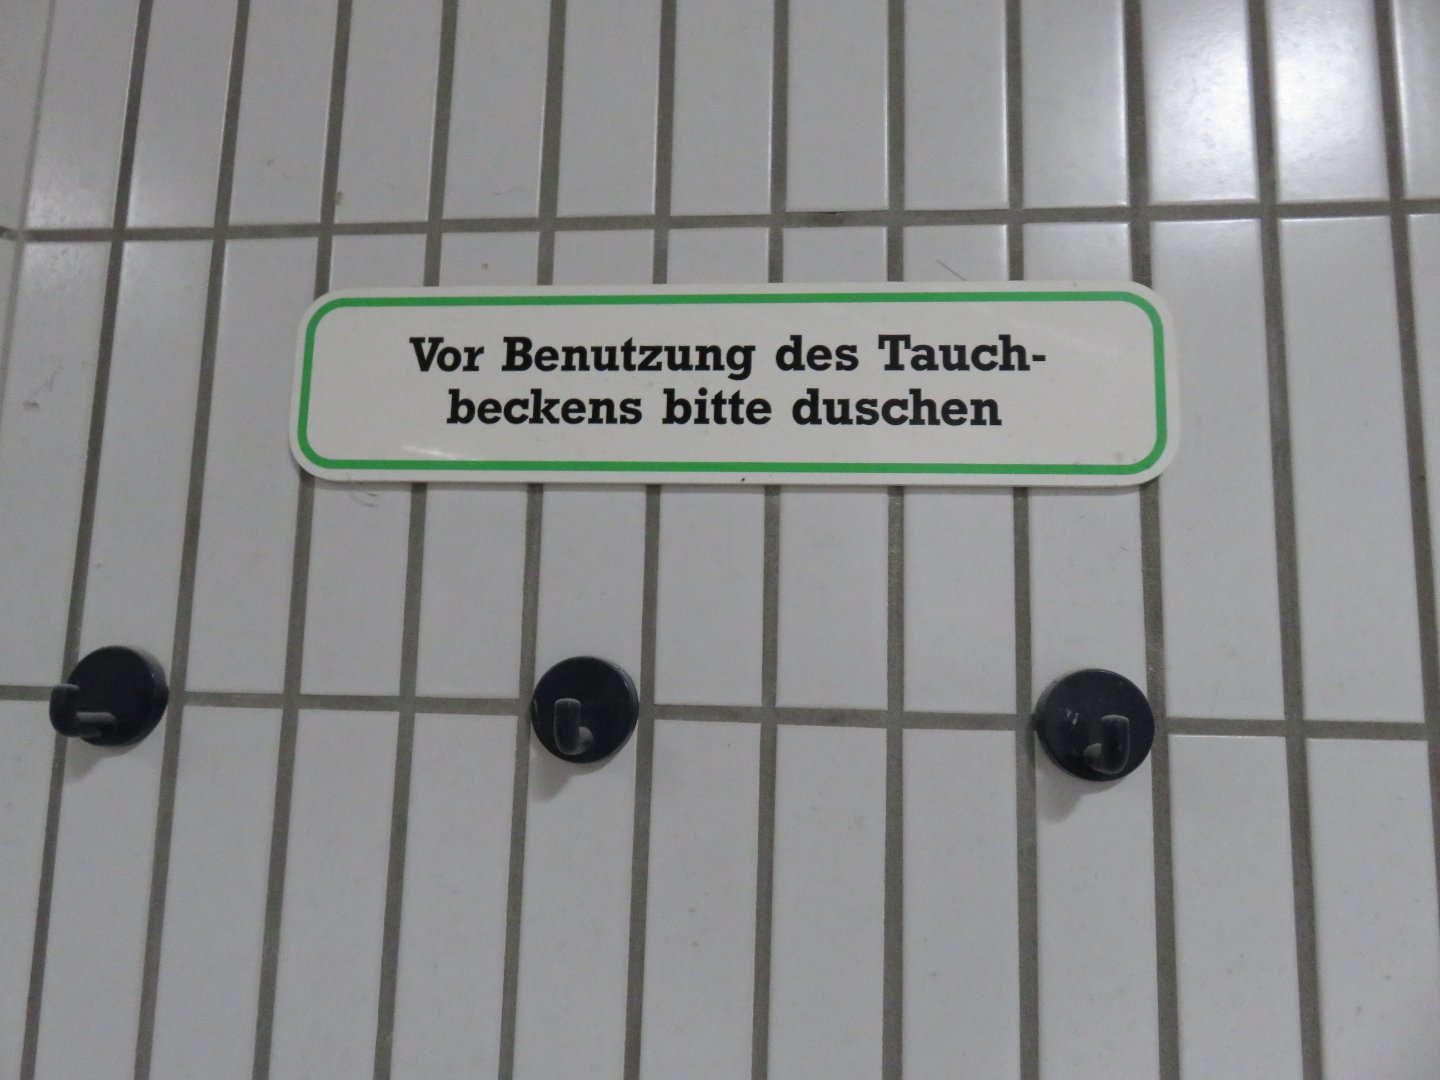 Vor Benutzung des Tauch-
beckens bitte duschen